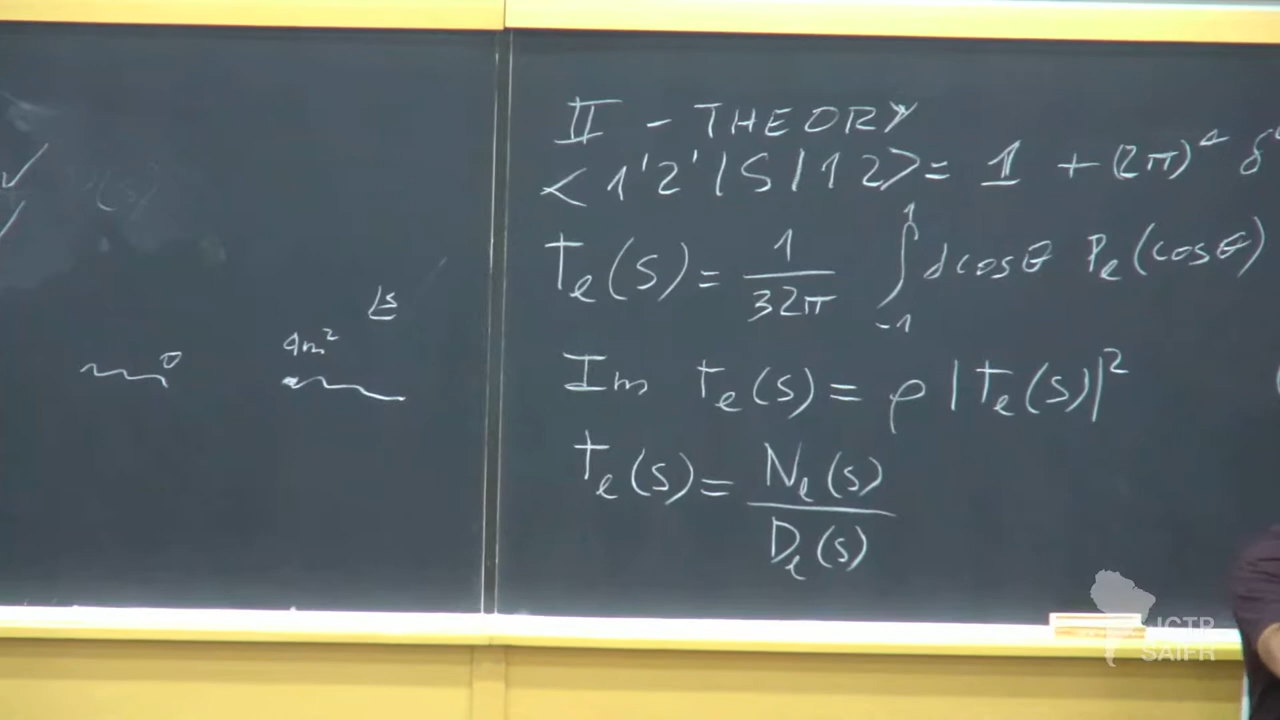 (s)
s
0
4m²
II - THEORY
<1'2'|S|12> = 1 + (2π)⁴ δ
t_l(s) = 1/32π ∫_{-1}^{1} dcosθ P_l(cosθ)
Im t_l(s) = ρ |t_l(s)|²
t_l(s) = N_l(s)/D_l(s)
ICTP
SAIFR